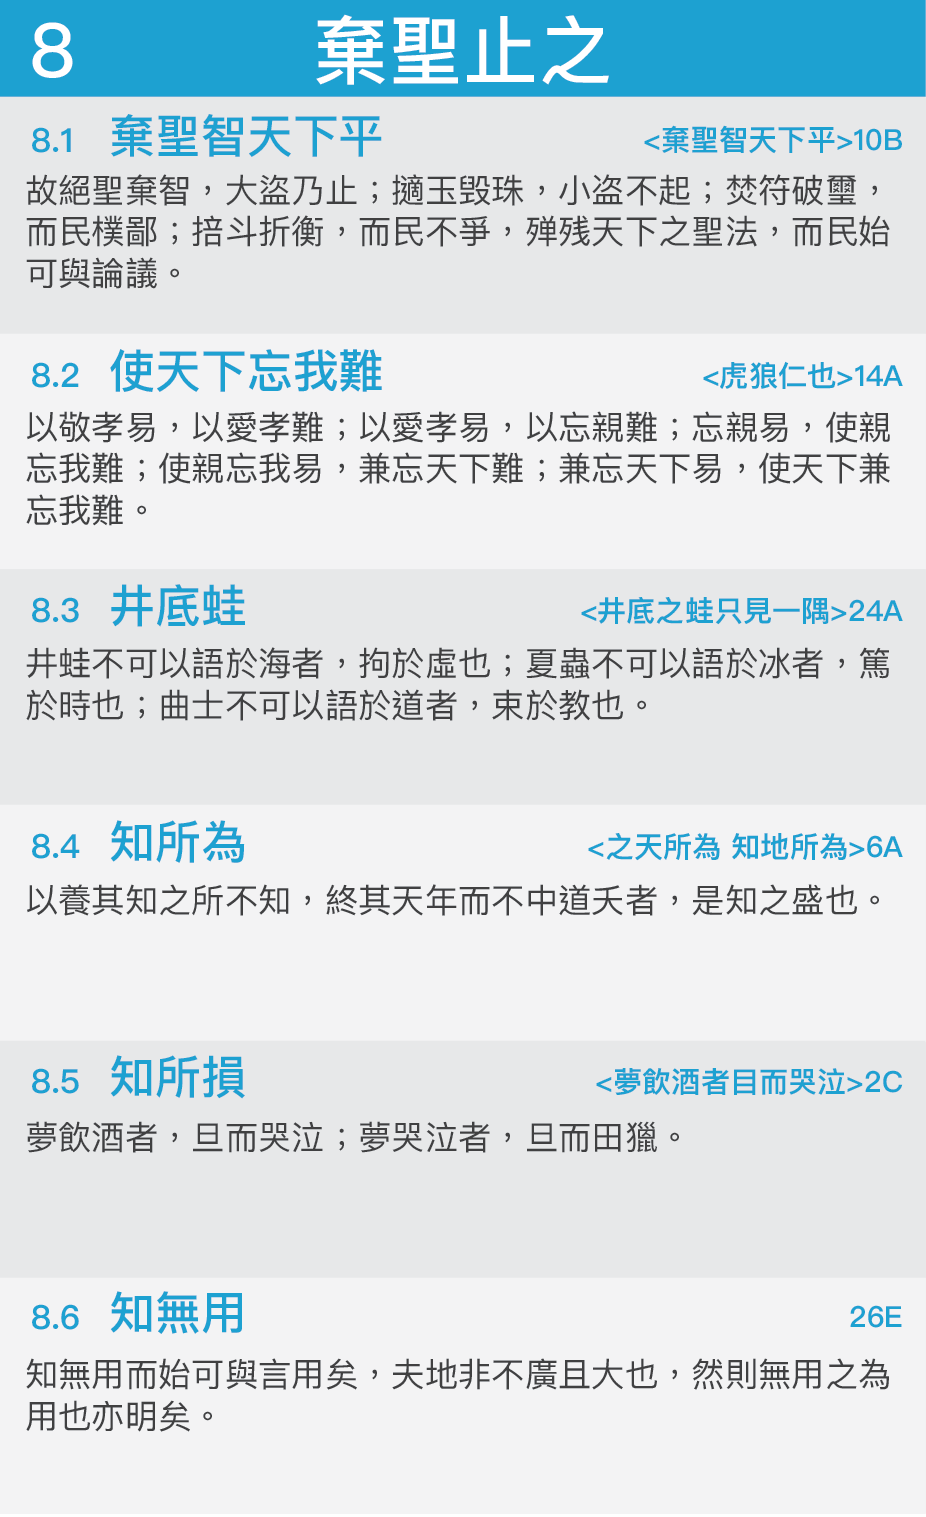 8 棄聖止之
8.1 棄聖智天下平 <棄聖智天下平>10B
故絕聖棄智，大盜乃止；擿玉毀珠，小盜不起；焚符破璽，
而民樸鄙；掊斗折衡，而民不爭，殫残天下之聖法，而民始
可與論議。
8.2 使天下忘我難 <虎狼仁也>14A
以敬孝易，以愛孝難；以愛孝易，以忘親難；忘親易，使親
忘我難；使親忘我易，兼忘天下難；兼忘天下易，使天下兼
忘我難。
8.3 井底蛙 <井底之蛙只見一隅>24A
井蛙不可以語於海者，拘於虛也；夏蟲不可以語於冰者，篤
於時也；曲士不可以語於道者，束於教也。
8.4 知所為 <之天所為 知地所為>6A
以養其知之所不知，終其天年而不中道夭者，是知之盛也。
8.5 知所損 <夢飲酒者目而哭泣>2C
夢飲酒者，旦而哭泣；夢哭泣者，旦而田獵。
8.6 知無用 26E
知無用而始可與言用矣，夫地非不廣且大也，然則無用之為
用也亦明矣。